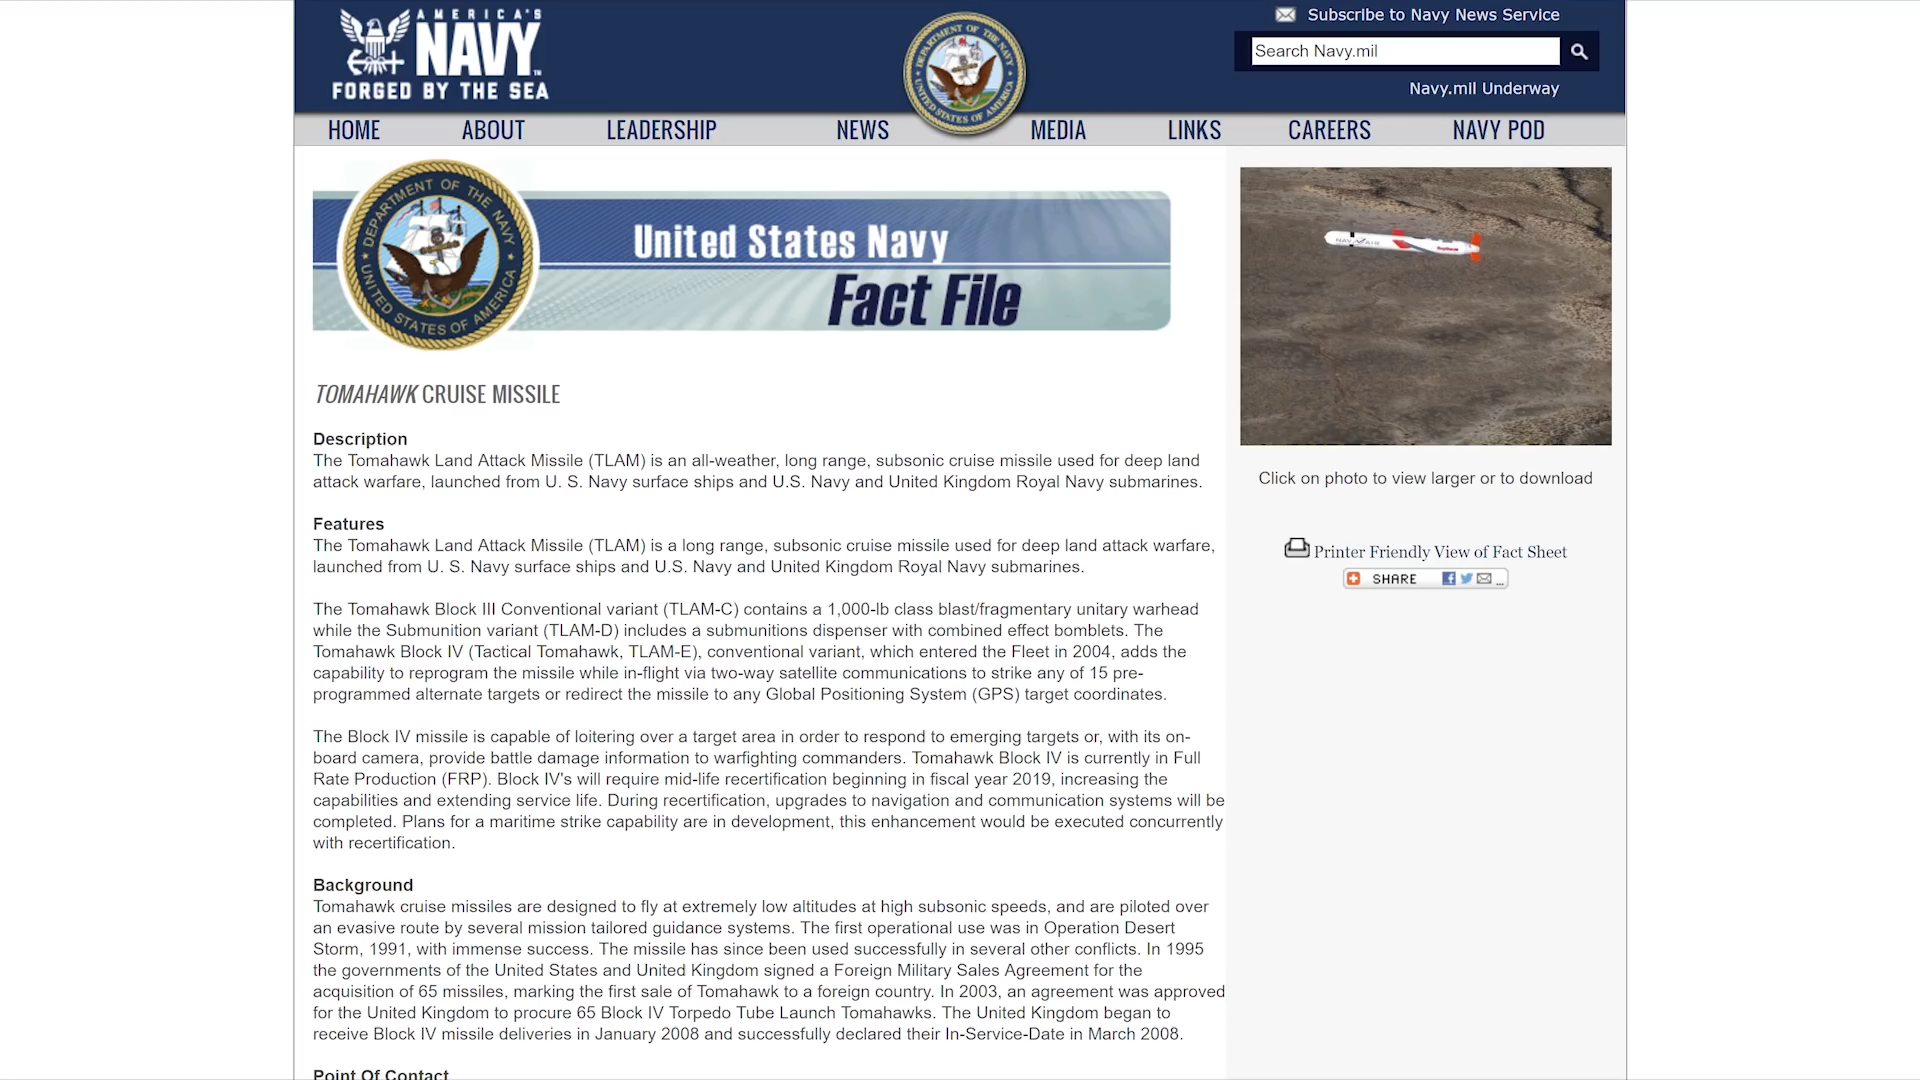 AMERICA'S
NAVY
FORGED BY THE SEA
DEPARTMENT OF THE NAVY
UNITED STATES OF AMERICA
Subscribe to Navy News Service
Search Navy.mil
Navy.mil Underway
HOME ABOUT LEADERSHIP NEWS MEDIA LINKS CAREERS NAVY POD
DEPARTMENT OF THE NAVY
UNITED STATES OF AMERICA
United States Navy
Fact File
TOMAHAWK CRUISE MISSILE
Description
The Tomahawk Land Attack Missile (TLAM) is an all-weather, long range, subsonic cruise missile used for deep land
attack warfare, launched from U. S. Navy surface ships and U.S. Navy and United Kingdom Royal Navy submarines.
Features
The Tomahawk Land Attack Missile (TLAM) is a long range, subsonic cruise missile used for deep land attack warfare,
launched from U. S. Navy surface ships and U.S. Navy and United Kingdom Royal Navy submarines.
The Tomahawk Block III Conventional variant (TLAM-C) contains a 1,000-lb class blast/fragmentary unitary warhead
while the Submunition variant (TLAM-D) includes a submunitions dispenser with combined effect bomblets. The
Tomahawk Block IV (Tactical Tomahawk, TLAM-E), conventional variant, which entered the Fleet in 2004, adds the
capability to reprogram the missile while in-flight via two-way satellite communications to strike any of 15 pre-
programmed alternate targets or redirect the missile to any Global Positioning System (GPS) target coordinates.
The Block IV missile is capable of loitering over a target area in order to respond to emerging targets or, with its on-
board camera, provide battle damage information to warfighting commanders. Tomahawk Block IV is currently in Full
Rate Production (FRP). Block IV's will require mid-life recertification beginning in fiscal year 2019, increasing the
capabilities and extending service life. During recertification, upgrades to navigation and communication systems will be
completed. Plans for a maritime strike capability are in development, this enhancement would be executed concurrently
with recertification.
Background
Tomahawk cruise missiles are designed to fly at extremely low altitudes at high subsonic speeds, and are piloted over
an evasive route by several mission tailored guidance systems. The first operational use was in Operation Desert
Storm, 1991, with immense success. The missile has since been used successfully in several other conflicts. In 1995
the governments of the United States and United Kingdom signed a Foreign Military Sales Agreement for the
acquisition of 65 missiles, marking the first sale of Tomahawk to a foreign country. In 2003, an agreement was approved
for the United Kingdom to procure 65 Block IV Torpedo Tube Launch Tomahawks. The United Kingdom began to
receive Block IV missile deliveries in January 2008 and successfully declared their In-Service-Date in March 2008.
Point Of Contact
Click on photo to view larger or to download
Printer Friendly View of Fact Sheet
SHARE